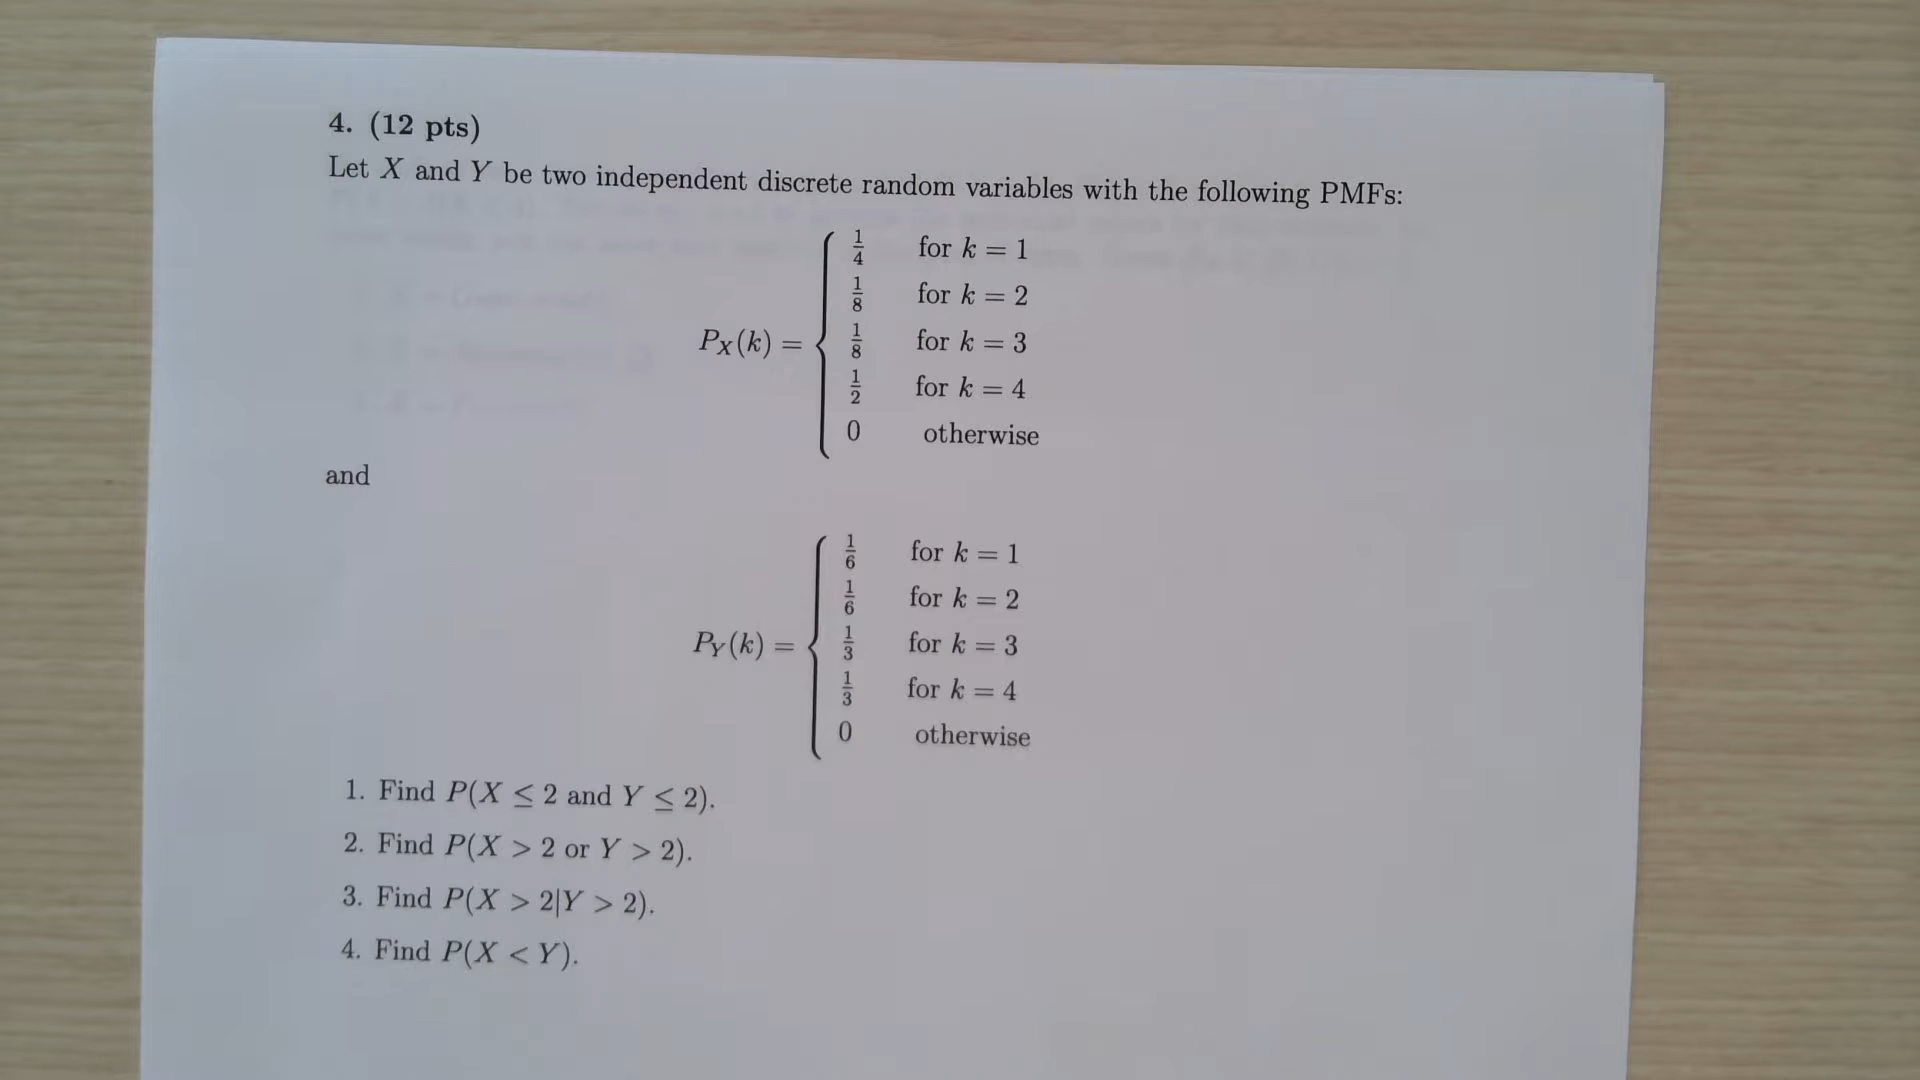 4. (12 pts)
Let X and Y be two independent discrete random variables with the following PMFs:
P_X(k) = { 1/4 for k = 1
1/8 for k = 2
1/8 for k = 3
1/2 for k = 4
0 otherwise
and
P_Y(k) = { 1/6 for k = 1
1/6 for k = 2
1/3 for k = 3
1/3 for k = 4
0 otherwise
1. Find P(X ≤ 2 and Y ≤ 2).
2. Find P(X > 2 or Y > 2).
3. Find P(X > 2|Y > 2).
4. Find P(X < Y).